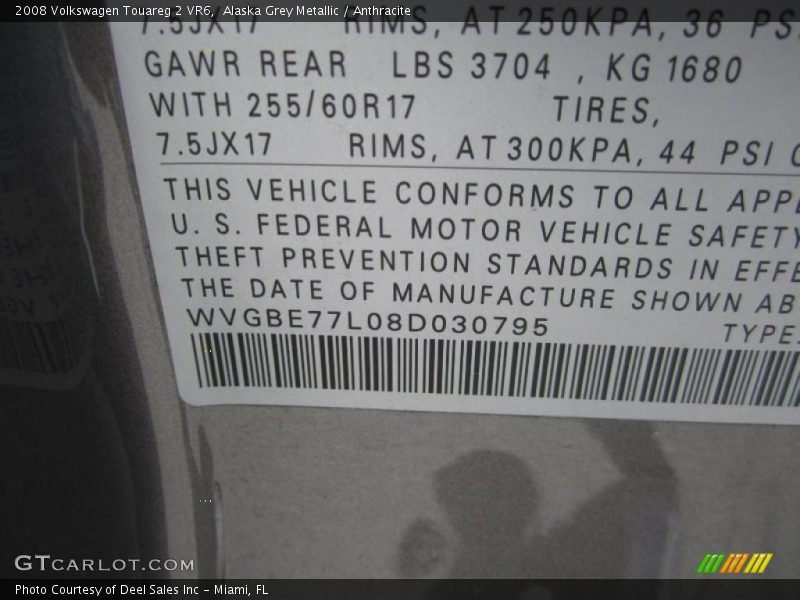 2008 Volkswagen Touareg 2 VR6, Alaska Grey Metallic / Anthracite
7.5JX17 RIMS, AT 250KPA, 36 PS
GAWR REAR LBS 3704 , KG 1680
WITH 255/60R17 TIRES,
7.5JX17 RIMS, AT 300KPA, 44 PSI C
THIS VEHICLE CONFORMS TO ALL APPL
U. S. FEDERAL MOTOR VEHICLE SAFETY
THEFT PREVENTION STANDARDS IN EFFE
THE DATE OF MANUFACTURE SHOWN AB
WVGBE77L08D030795 TYPE:
GTCARLOT.COM
Photo Courtesy of Deel Sales Inc - Miami, FL